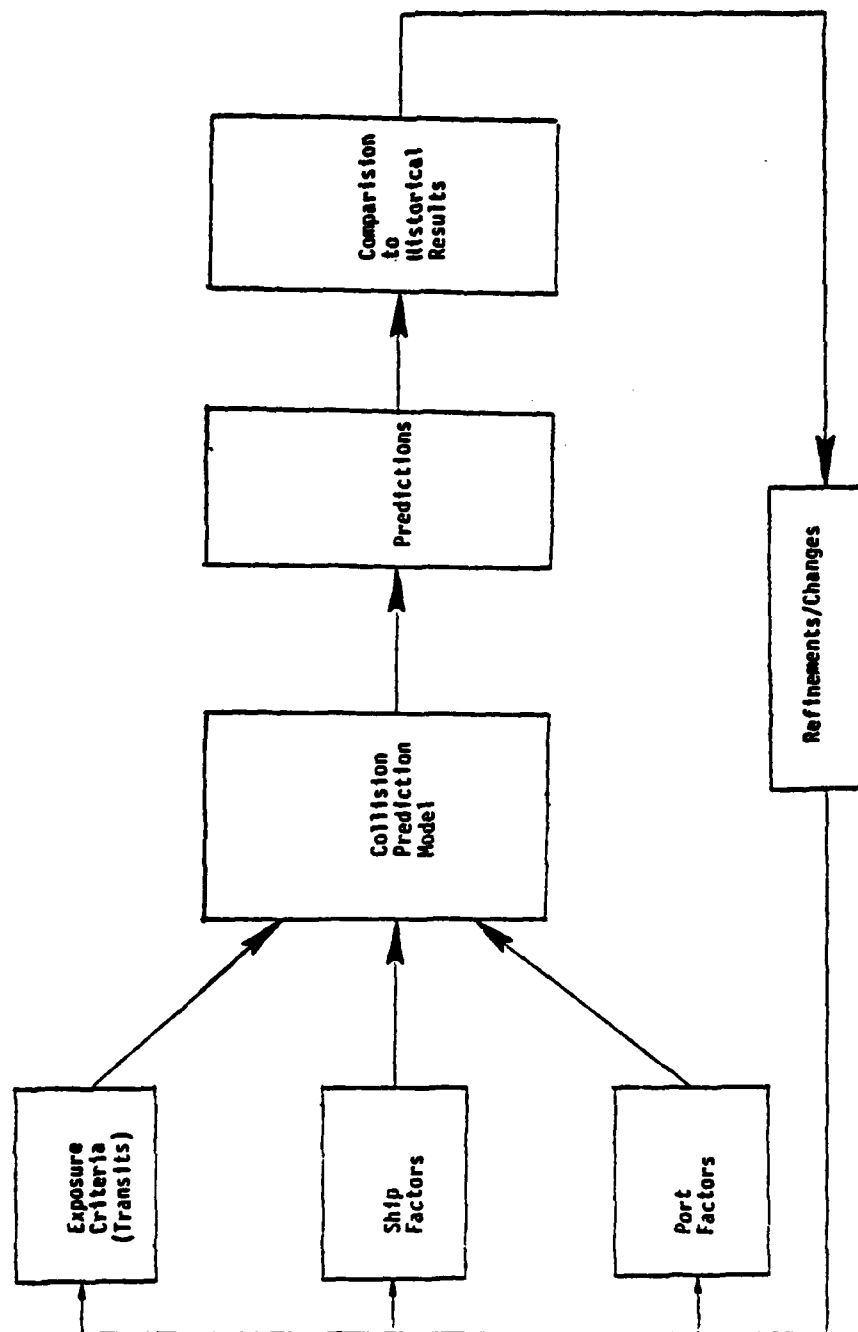 Exposure
Criteria
(Transits)
Ship
Factors
Port
Factors
Collision
Prediction
Model
Predictions
Comparision
to
Historical
Results
Refinements/Changes